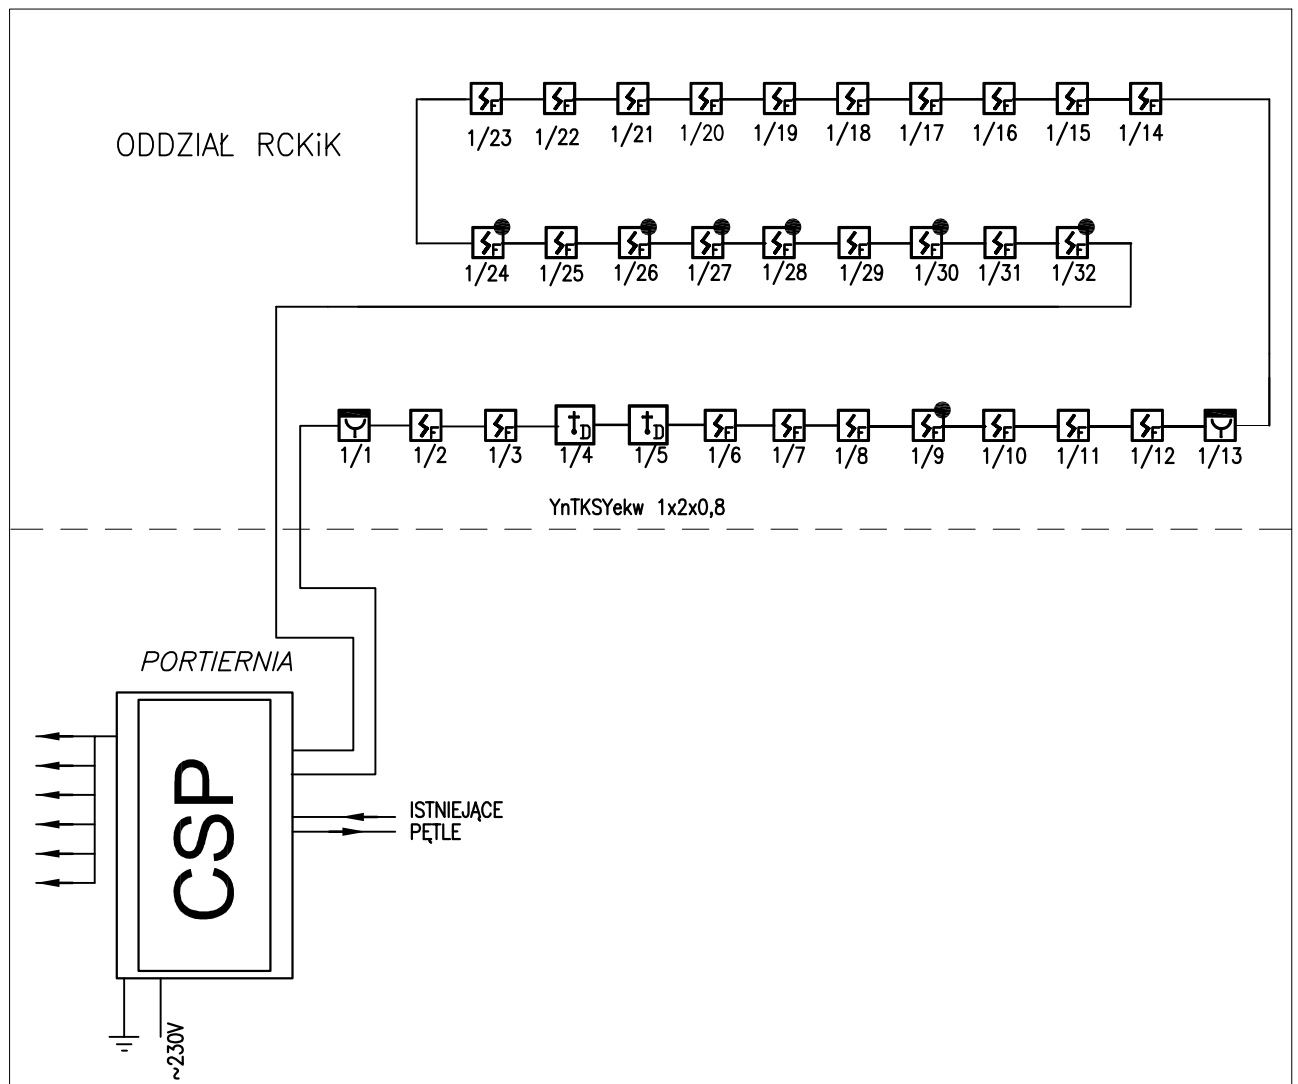 1/23 1/22 1/21 1/20 1/19 1/18 1/17 1/16 1/15 1/14
ODDZIAŁ RCKiK
1/24 1/25 1/26 1/27 1/28 1/29 1/30 1/31 1/32
1/1 1/2 1/3 1/4 1/5 1/6 1/7 1/8 1/9 1/10 1/11 1/12 1/13
YnTKSYekw 1x2x0,8
PORTIERNIA
CSP
ISTNIEJĄCE
PĘTLE
~230V